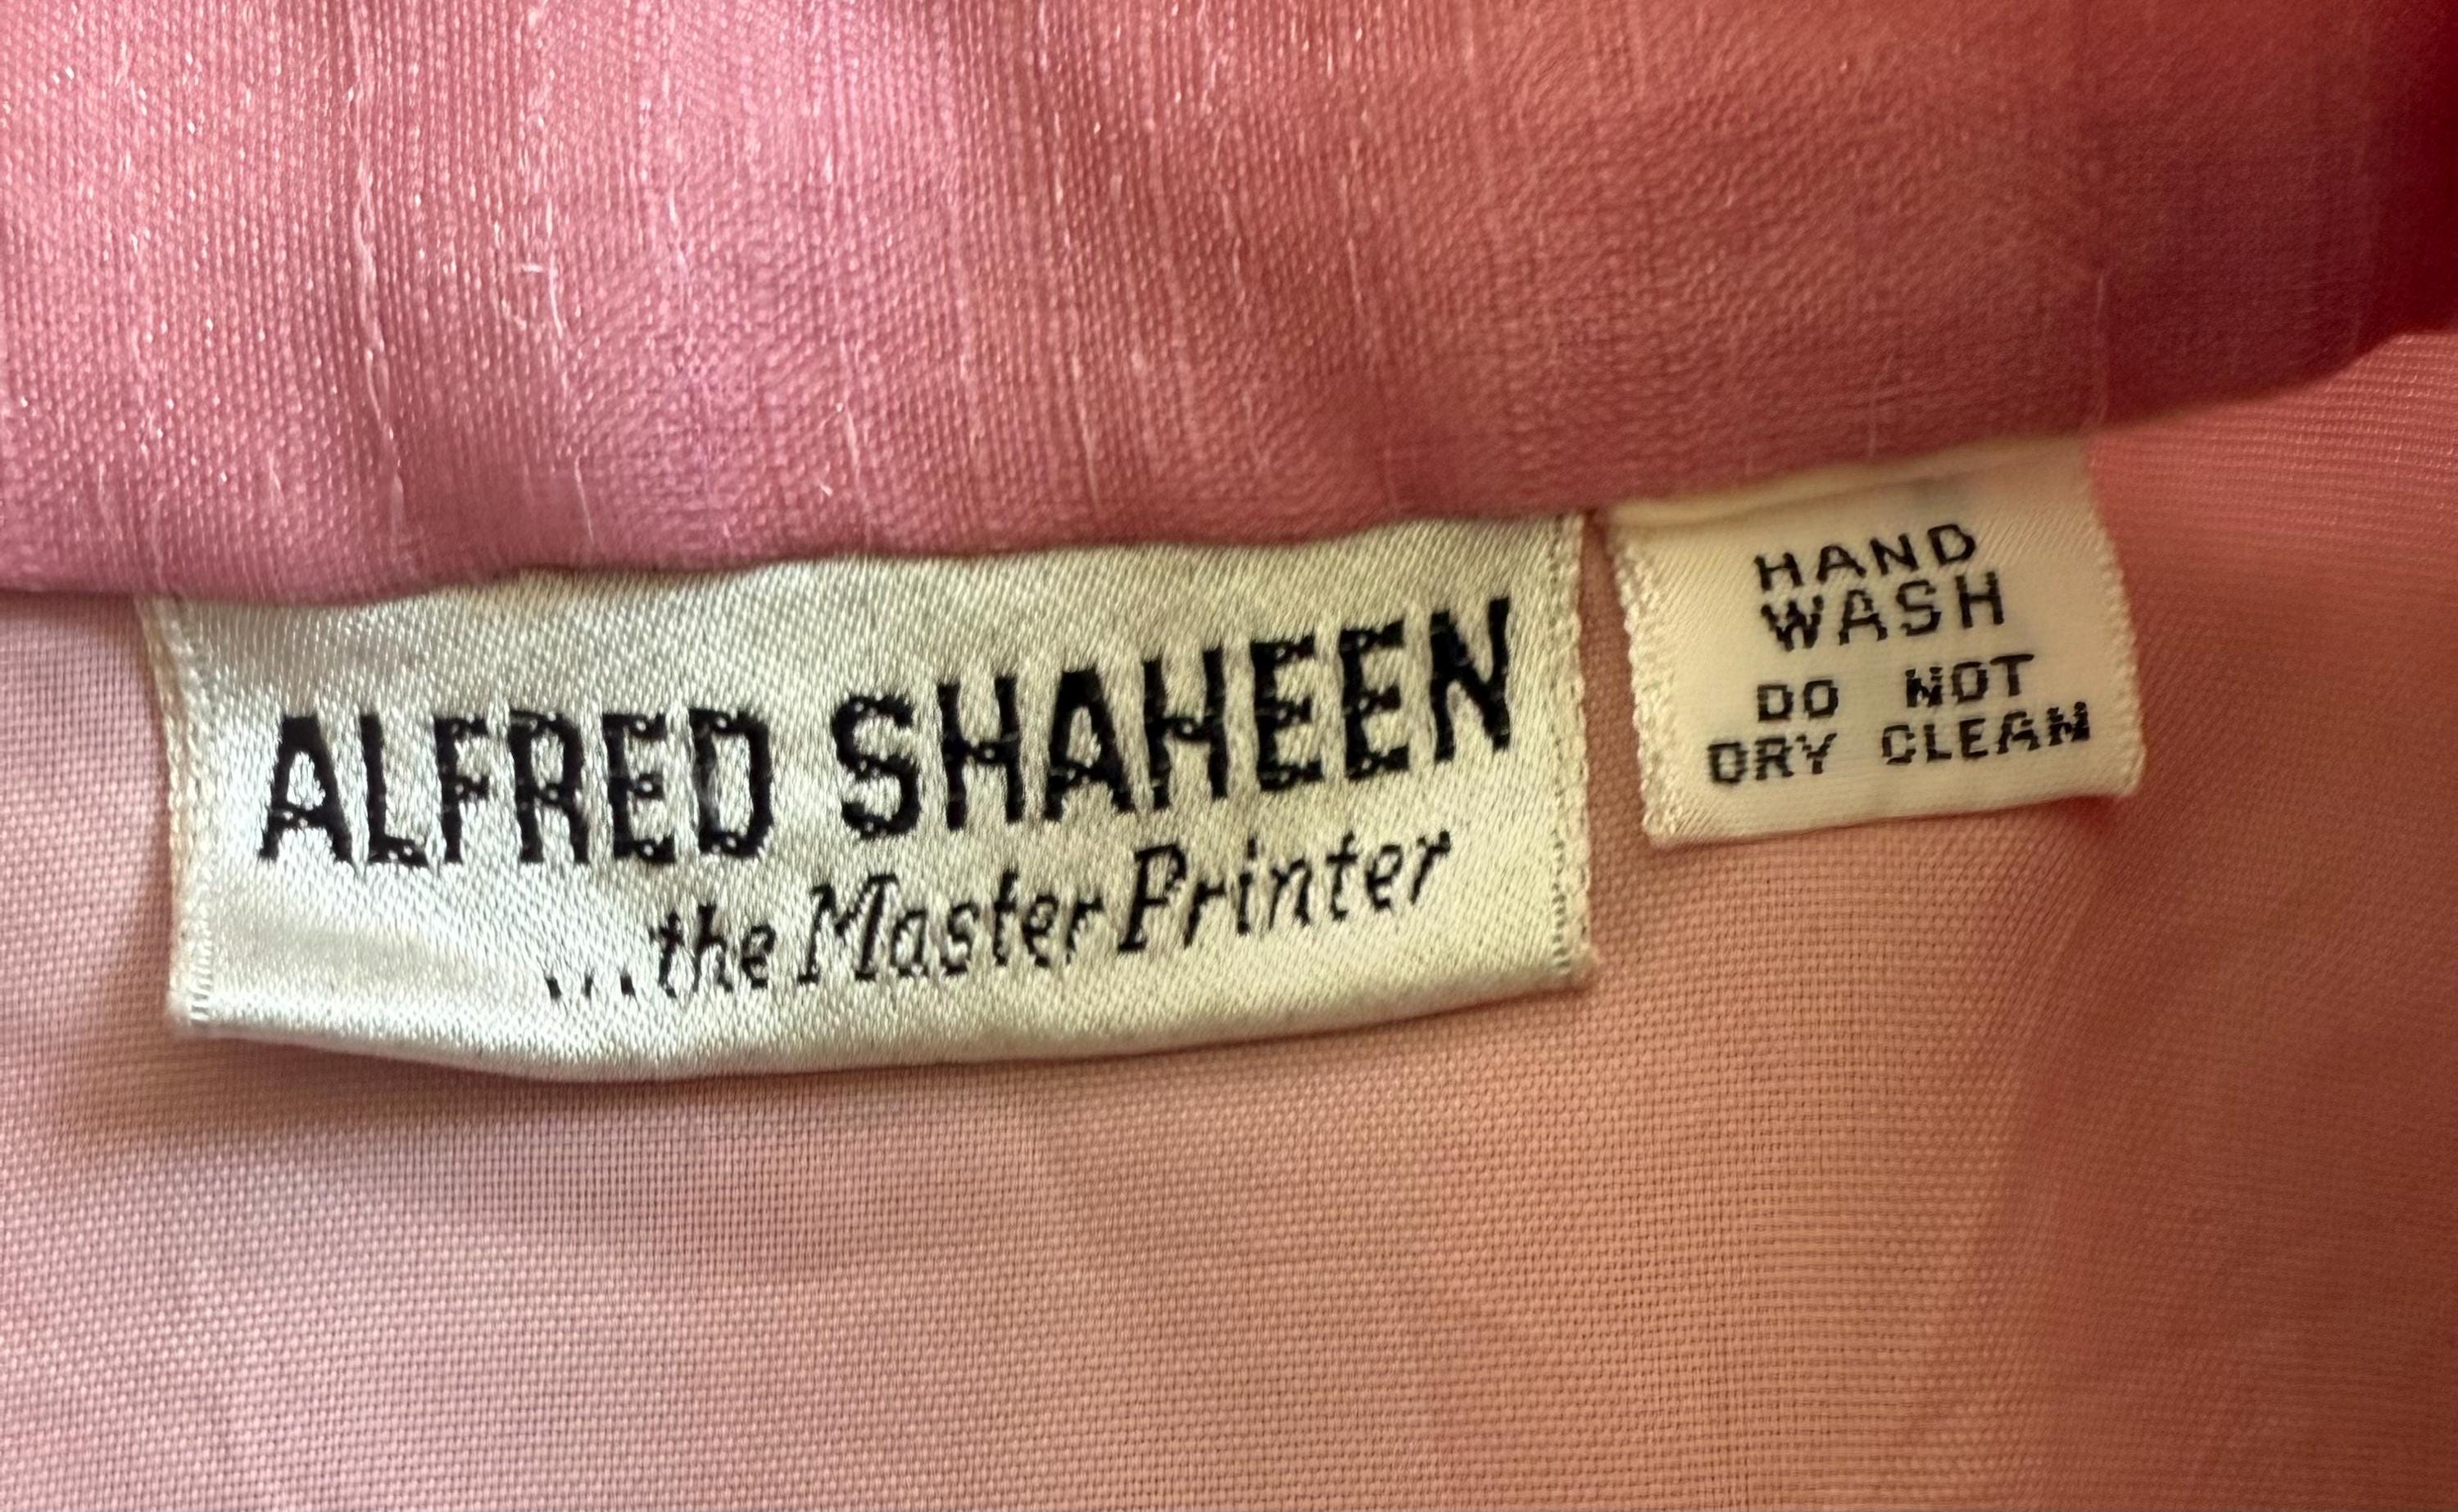 ALFRED SHAHEEN
...the Master Printer
HAND
WASH
DO NOT
DRY CLEAN